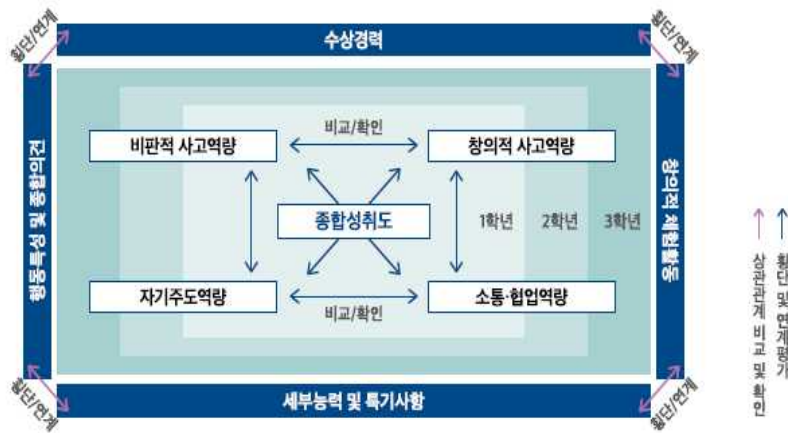 횡단/연계
수상경력
횡단/연계
행동특성 및 종합의견
비판적 사고역량
비교/확인
창의적 사고역량
종합성취도
1학년
2학년
3학년
자기주도역량
비교/확인
소통·협업역량
창의적 체험활동
횡단/연계
세부능력 및 특기사항
횡단/연계
상관관계 비교 및 확인
횡단 및 연계평가